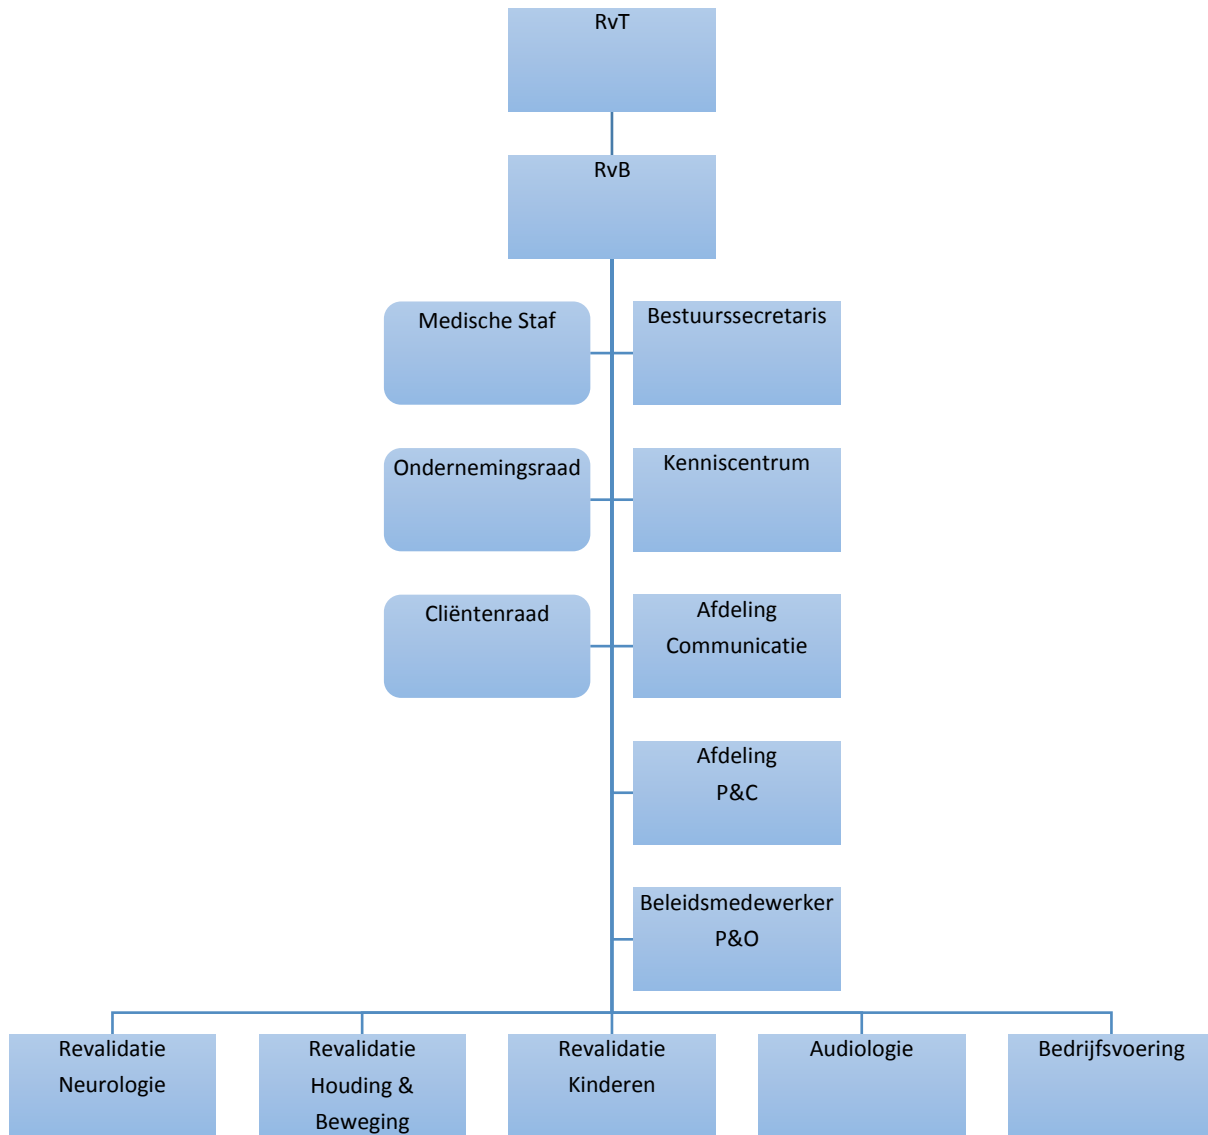 RvT
RvB
Medische Staf
Bestuurssecretaris
Ondernemingsraad
Kenniscentrum
Cliëntenraad
Afdeling
Communicatie
Afdeling
P&C
Beleidsmedewerker
P&O
Revalidatie
Neurologie
Revalidatie
Houding &
Beweging
Revalidatie
Kinderen
Audiologie
Bedrijfsvoering